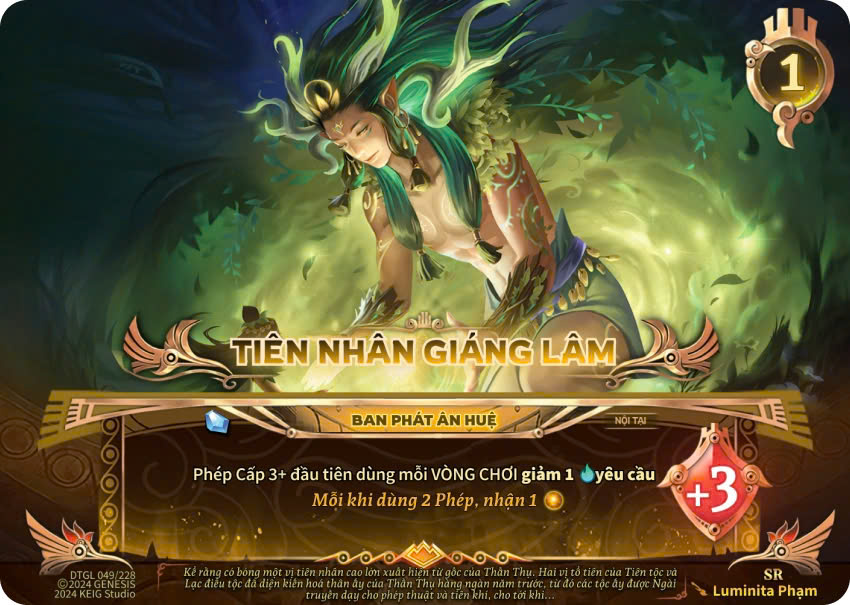 1
TIÊN NHÂN GIÁNG LÂM
BAN PHÁT ÂN HUỆ
NỘI TẠI
Phép Cấp 3+ đầu tiên dùng mỗi VÒNG CHƠI giảm 1 yêu cầu
Mỗi khi dùng 2 Phép, nhận 1
+3
DTGL 049/228
©2024 GENESIS
2024 KEIG Studio
Kể rằng có bóng một vị tiên nhân cao lớn xuất hiện từ gốc của Thần Thụ. Hai vị tổ tiên của Tiên tộc và
Lạc điểu tộc đã diện kiến hoá thân ấy của Thần Thụ hàng ngàn năm trước, từ đó các tộc ấy được Ngài
truyền dạy cho phép thuật và tiên khí, cho tới khi...
SR
Luminita Phạm